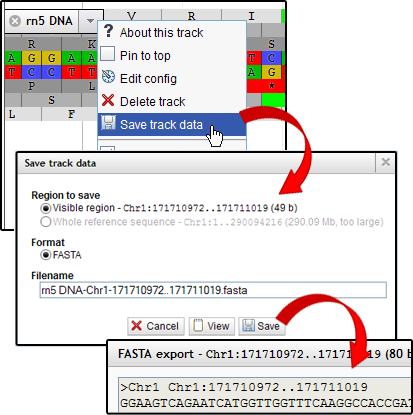 rn5 DNA
V
R
T
R
K
S
A G G A A
T C
T C C T T
A G
P
L
R
*
S
L
F
About this track
Pin to top
Edit config
Delete track
Save track data
Save track data
Region to save
Visible region - Chr1:171710972..171711019 (49 b)
Whole reference sequence - Chr1:1..290094216 (290.09 Mb, too large)
Format
FASTA
Filename
rn5 DNA-Chr1-171710972..171711019.fasta
Cancel View Save
FASTA export - Chr1:171710972..171711019 (80 b
>Chr1 Chr1:171710972..171711019
GGAAGTCAGAATCATGGTTGGTTTCAAGGCCACCGAT